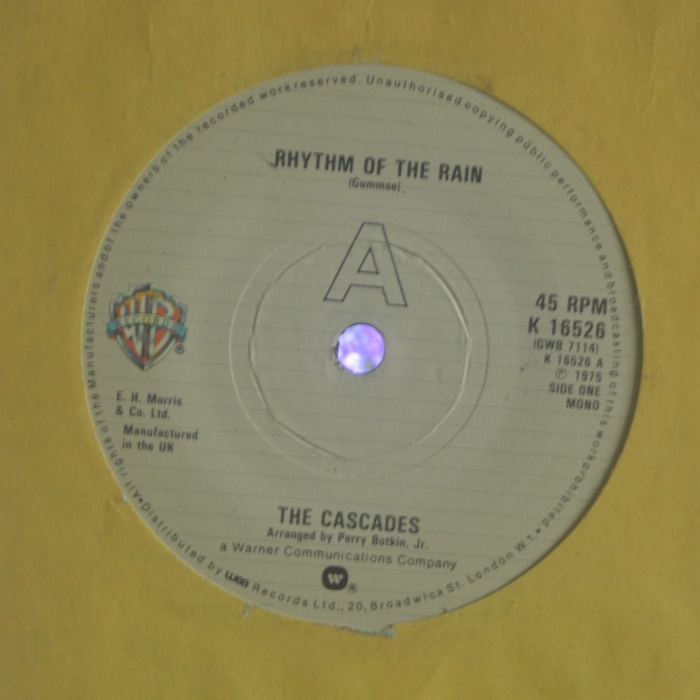 RHYTHM OF THE RAIN
(Gummoe)
A
WB
RECORDS
®
45 RPM
K 16526
(GWB 7114)
K 16526 A
Ⓟ 1975
SIDE ONE
MONO
E. H. Morris
& Co. Ltd.
Manufactured
in the UK
THE CASCADES
Arranged by Perry Botkin, Jr.
a Warner Communications Company
W®
•All rights of the Manufacturers and of the owners of the recorded work reserved. Unauthorised copying public performance and broadcasting of this work prohibited•
Distributed by wea Records Ltd., 20, Broadwick St. London W1.